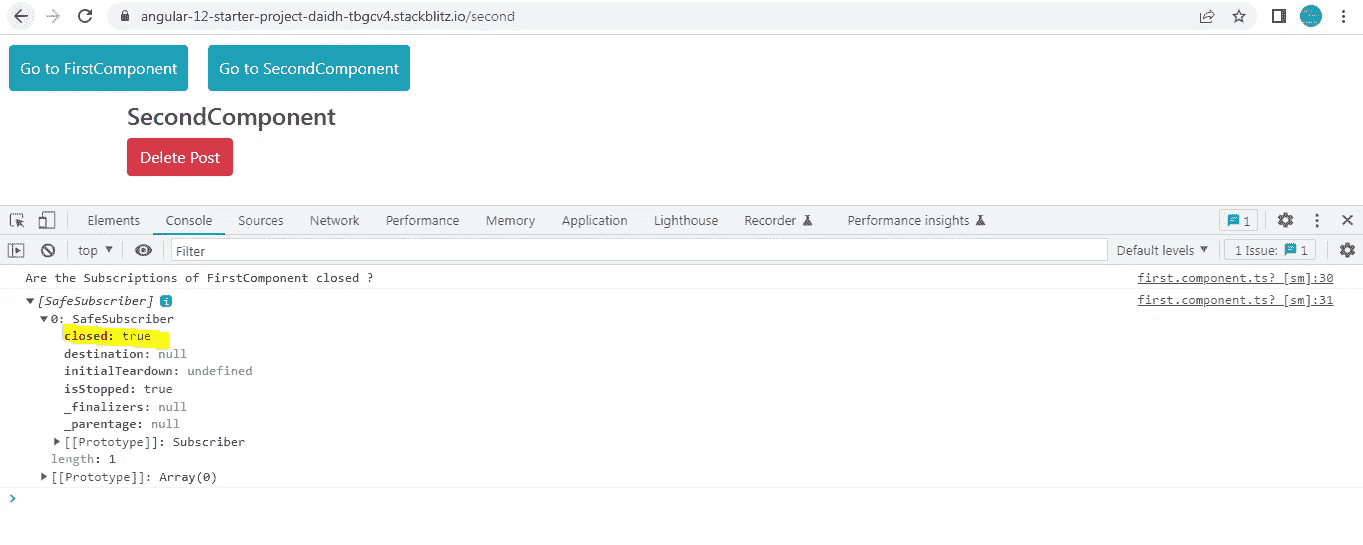 angular-12-starter-project-daidh-tbgcv4.stackblitz.io/second
Go to FirstComponent Go to SecondComponent
SecondComponent
Delete Post
Elements Console Sources Network Performance Memory Application Lighthouse Recorder Performance insights 1
top Filter Default levels 1 Issue: 1
Are the Subscriptions of FirstComponent closed ? first.component.ts? [sm]:30
[SafeSubscriber] i first.component.ts? [sm]:31
0: SafeSubscriber
closed: true
destination: null
initialTeardown: undefined
isStopped: true
_finalizers: null
_parentage: null
[[Prototype]]: Subscriber
length: 1
[[Prototype]]: Array(0)